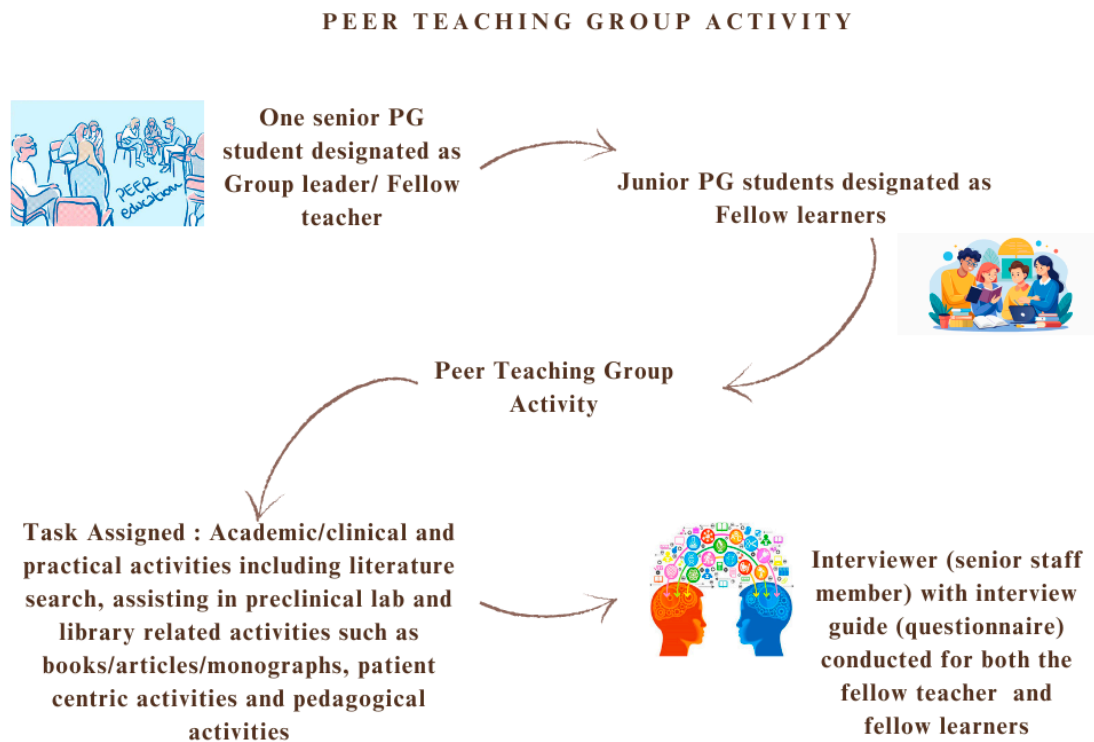 PEER TEACHING GROUP ACTIVITY
One senior PG
student designated as
Group leader/ Fellow
teacher
PEER
education
Junior PG students designated as
Fellow learners
Peer Teaching Group
Activity
Task Assigned : Academic/clinical and
practical activities including literature
search, assisting in preclinical lab and
library related activities such as
books/articles/monographs, patient
centric activities and pedagogical
activities
Interviewer (senior staff
member) with interview
guide (questionnaire)
conducted for both the
fellow teacher and
fellow learners